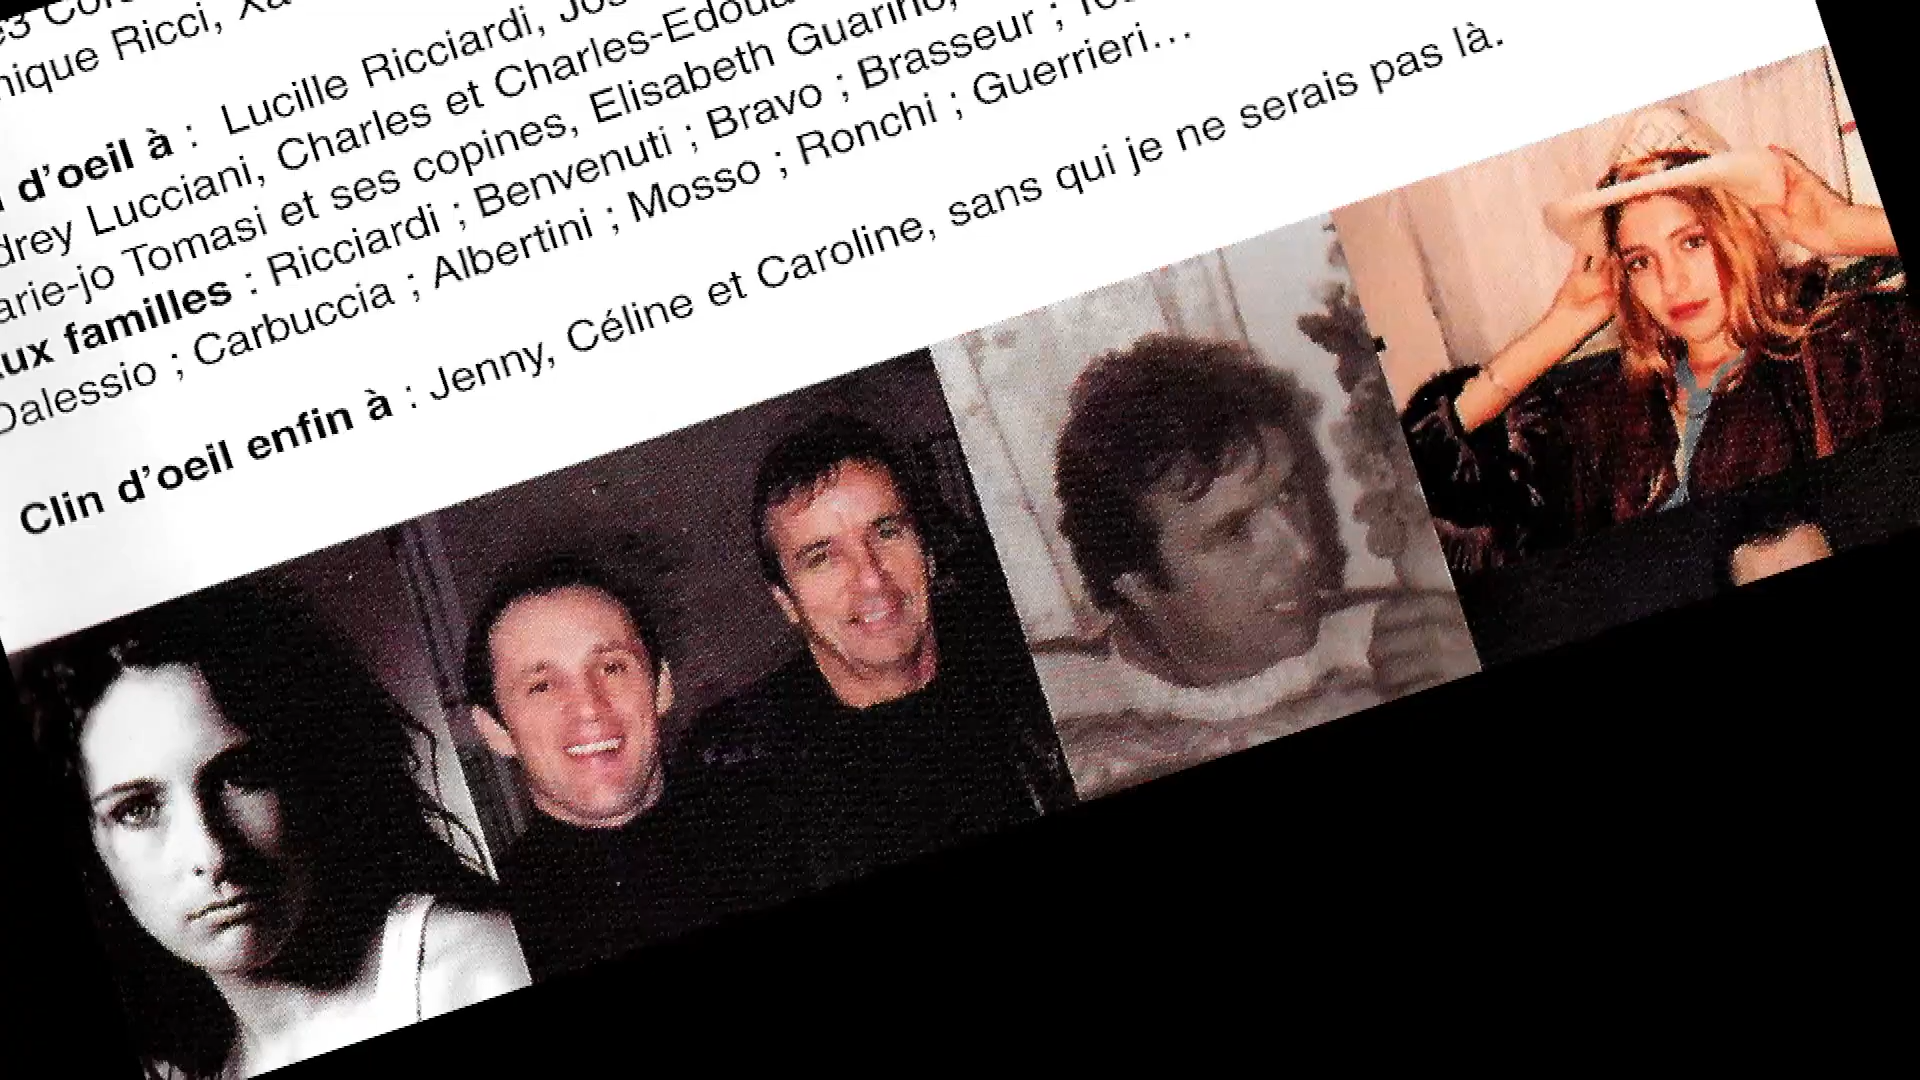 nique Ricci,
d'oeil à : Lucille Ricciardi,
Lucciani, Charles et Charles-Edoua
arie-jo Tomasi et ses copines, Elisabeth Guarino,
ux familles : Ricciardi ; Benvenuti ; Bravo ; Brasseur ;
Dalessio ; Carbuccia ; Albertini ; Mosso ; Ronchi ; Guerrieri...
Clin d'oeil enfin à : Jenny, Céline et Caroline, sans qui je ne serais pas là.